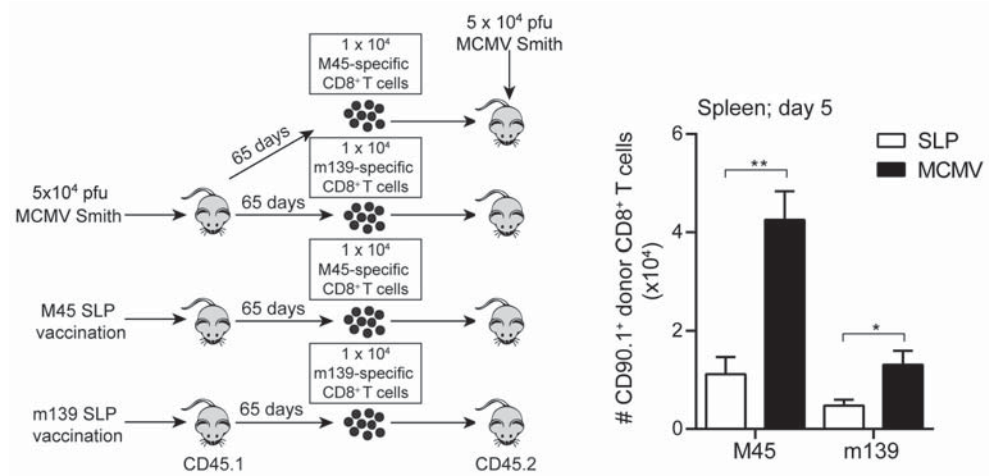 5 x 10⁴ pfu
MCMV Smith
1 x 10⁴
M45-specific
CD8⁺ T cells
65 days
1 x 10⁴
m139-specific
CD8⁺ T cells
5x10⁴ pfu
MCMV Smith
65 days
1 x 10⁴
M45-specific
CD8⁺ T cells
M45 SLP
vaccination
65 days
1 x 10⁴
m139-specific
CD8⁺ T cells
m139 SLP
vaccination
65 days
CD45.1
CD45.2
Spleen; day 5
SLP
MCMV
# CD90.1⁺ donor CD8⁺ T cells
(x10⁴)
6
4
2
0
**
*
M45
m139